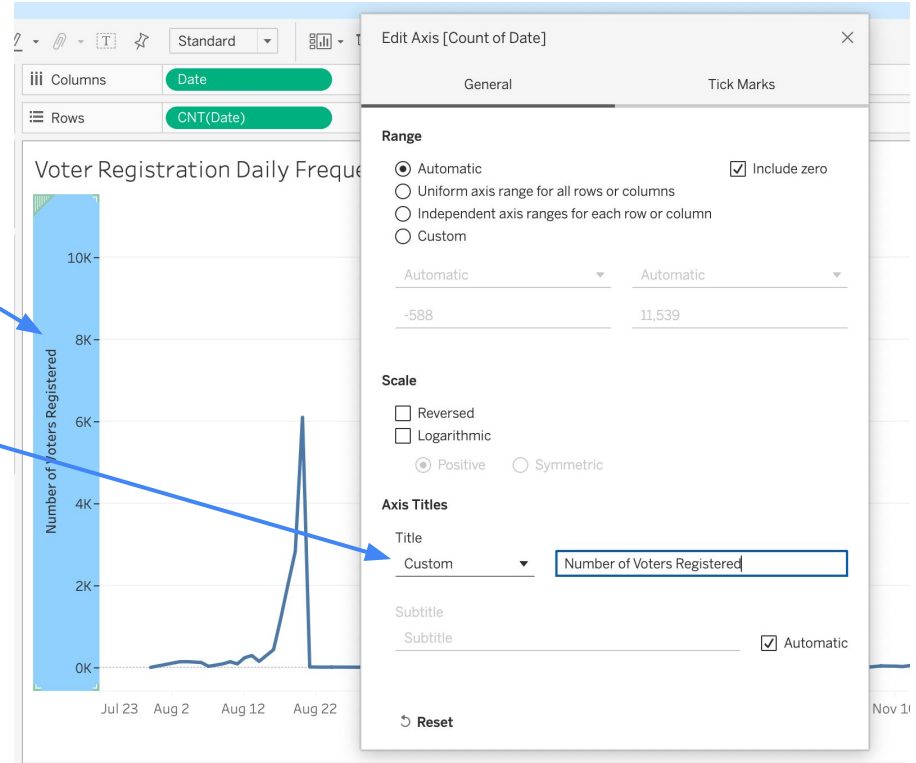 Standard
Edit Axis [Count of Date]
General
Tick Marks
Columns
Date
Rows
CNT(Date)
Voter Registration Daily
Range
Automatic
Include zero
Uniform axis range for all rows or columns
Independent axis ranges for each row or column
Custom
Automatic
Automatic
-588
11,539
Scale
Reversed
Logarithmic
Positive
Symmetric
Axis Titles
Title
Custom
Number of Voters Registered
Subtitle
Subtitle
Automatic
Reset
Number of Voters Registered
10K
8K
6K
4K
2K
0K
Jul 23
Aug 2
Aug 12
Aug 22
Nov